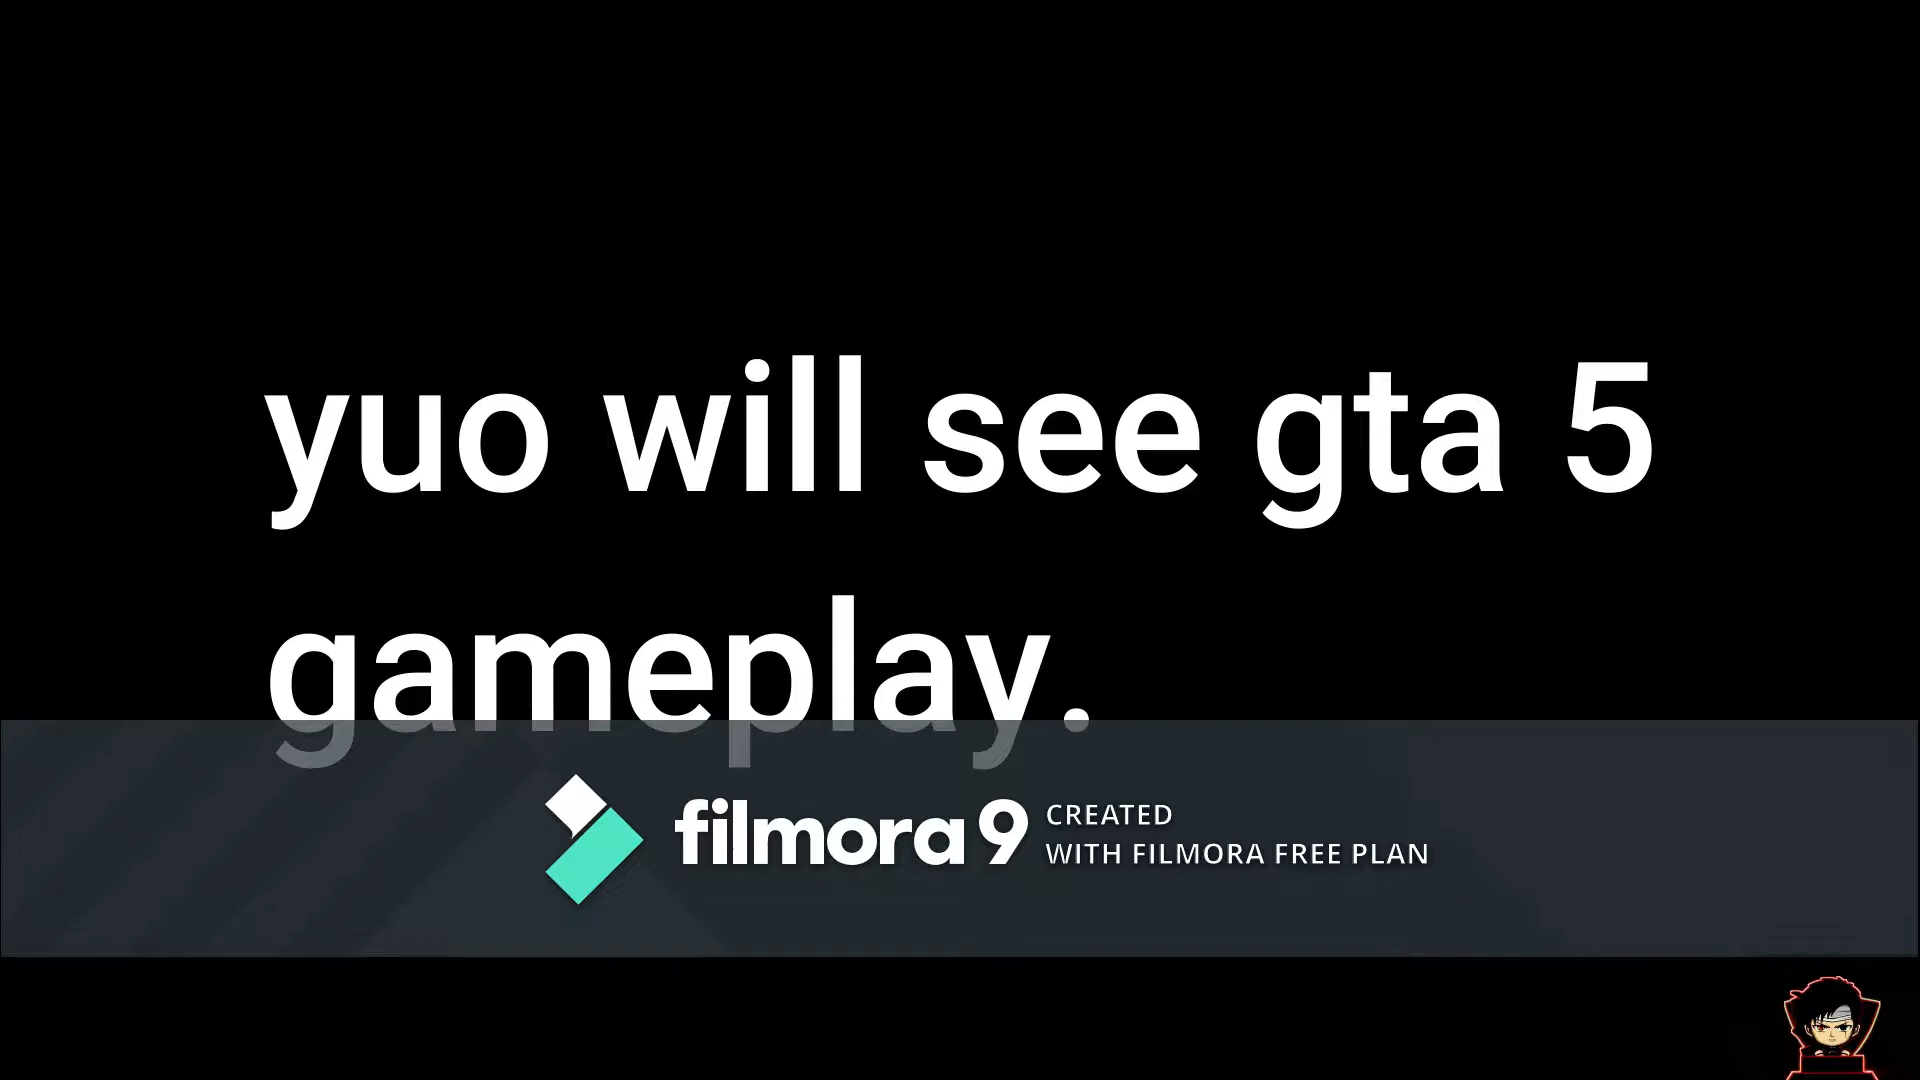 yuo will see gta 5
gameplay.
filmora 9 CREATED
WITH FILMORA FREE PLAN